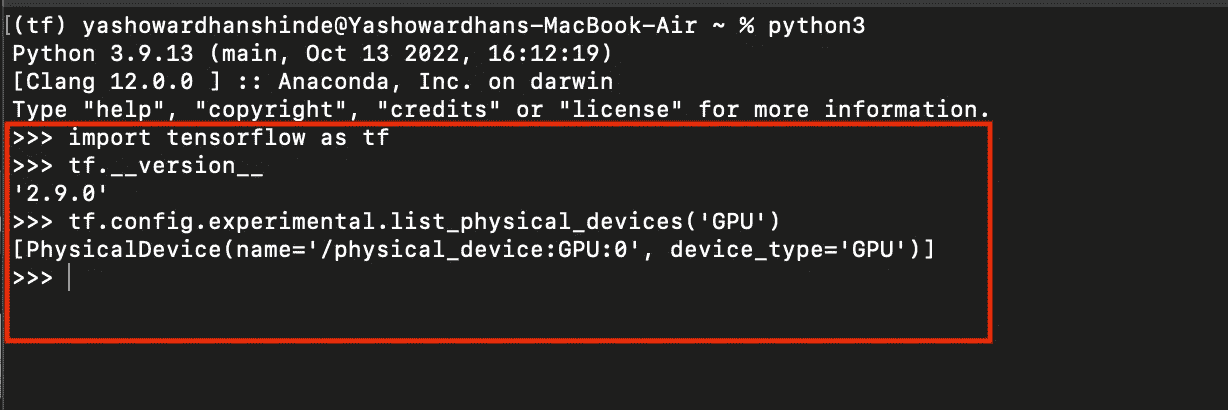 [(tf) yashowardhanshinde@Yashowardhans-MacBook-Air ~ % python3
Python 3.9.13 (main, Oct 13 2022, 16:12:19)
[Clang 12.0.0 ] :: Anaconda, Inc. on darwin
Type "help", "copyright", "credits" or "license" for more information.
>>> import tensorflow as tf
>>> tf.__version__
'2.9.0'
>>> tf.config.experimental.list_physical_devices('GPU')
[PhysicalDevice(name='/physical_device:GPU:0', device_type='GPU')]
>>>